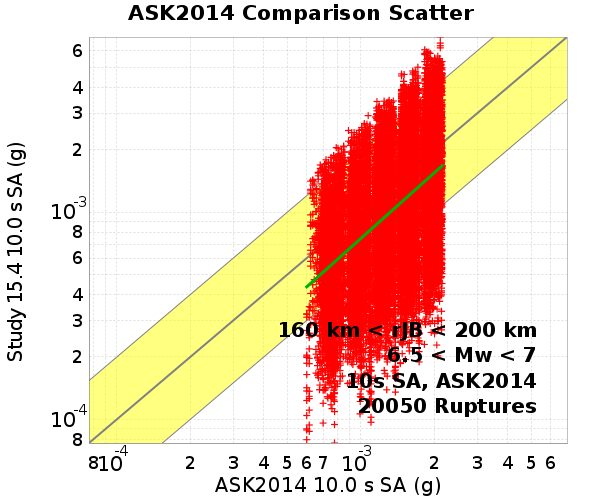 ASK2014 Comparison Scatter
6
4
3
2
10-3
8
6
4
3
2
10-4
8
Study 15.4 10.0 s SA (g)
160 km < rJB < 200 km
6.5 < Mw < 7
10s SA, ASK2014
20050 Ruptures
8 10-4 2 3 4 5 6 7 10-3 2 3 4 5 6
ASK2014 10.0 s SA (g)